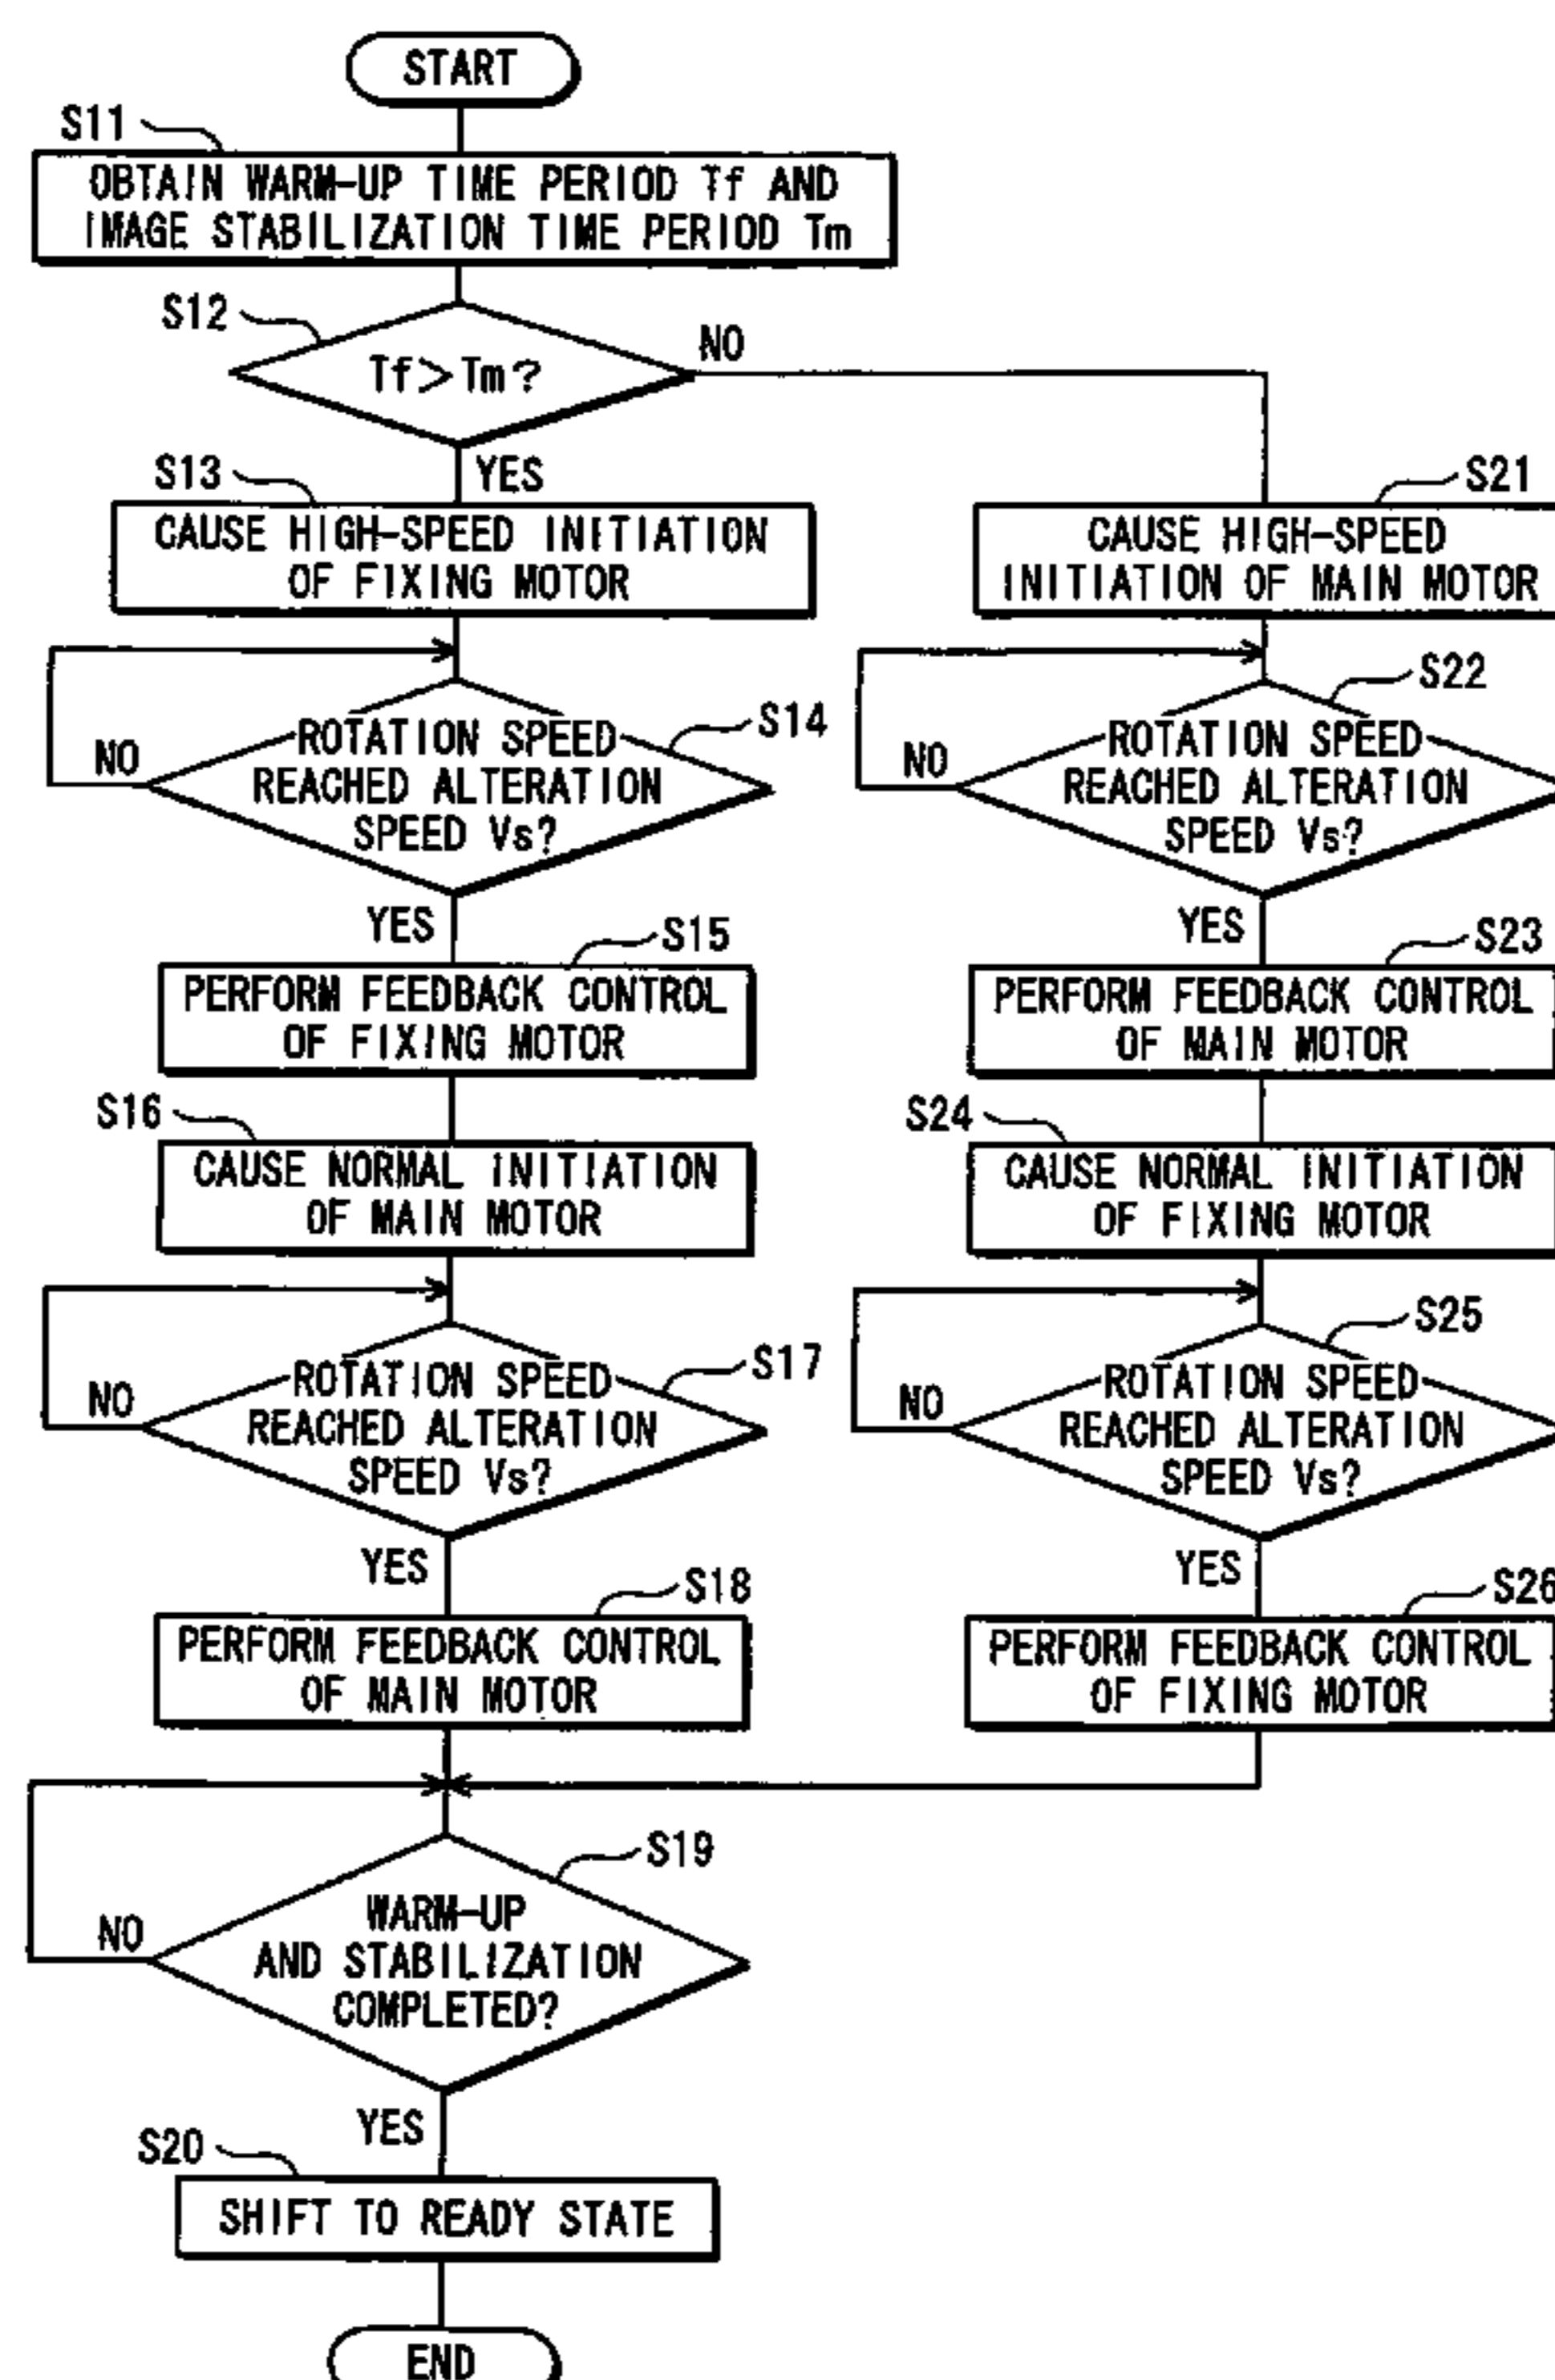 START
S11
OBTAIN WARM-UP TIME PERIOD Tf AND
IMAGE STABILIZATION TIME PERIOD Tm
S12
Tf>Tm?
NO
YES
S13
CAUSE HIGH-SPEED INITIATION
OF FIXING MOTOR
S14
ROTATION SPEED
REACHED ALTERATION
SPEED Vs?
NO
YES
S15
PERFORM FEEDBACK CONTROL
OF FIXING MOTOR
S16
CAUSE NORMAL INITIATION
OF MAIN MOTOR
S17
ROTATION SPEED
REACHED ALTERATION
SPEED Vs?
NO
YES
S18
PERFORM FEEDBACK CONTROL
OF MAIN MOTOR
S21
CAUSE HIGH-SPEED
INITIATION OF MAIN MOTOR
S22
ROTATION SPEED
REACHED ALTERATION
SPEED Vs?
NO
YES
S23
PERFORM FEEDBACK CONTROL
OF MAIN MOTOR
S24
CAUSE NORMAL INITIATION
OF FIXING MOTOR
S25
ROTATION SPEED
REACHED ALTERATION
SPEED Vs?
NO
YES
S26
PERFORM FEEDBACK CONTROL
OF FIXING MOTOR
S19
WARM-UP
AND STABILIZATION
COMPLETED?
NO
YES
S20
SHIFT TO READY STATE
END